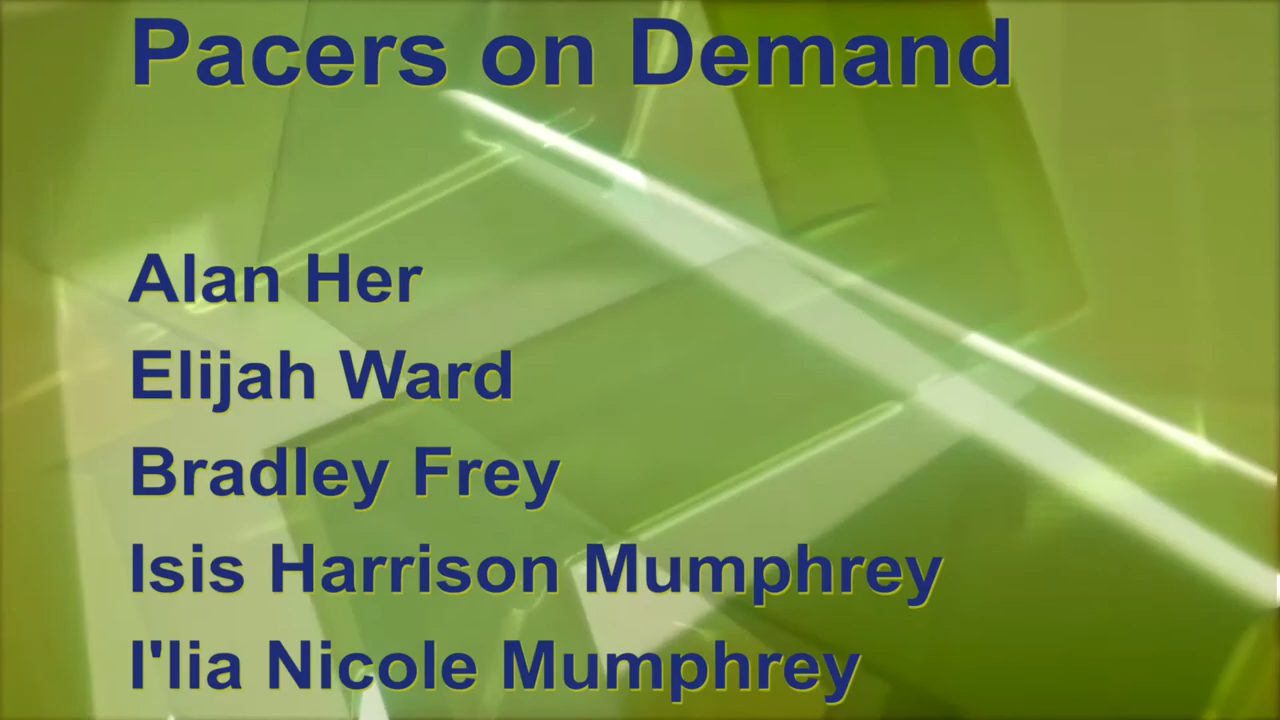 Pacers on Demand
Alan Her
Elijah Ward
Bradley Frey
Isis Harrison Mumphrey
I'lia Nicole Mumphrey